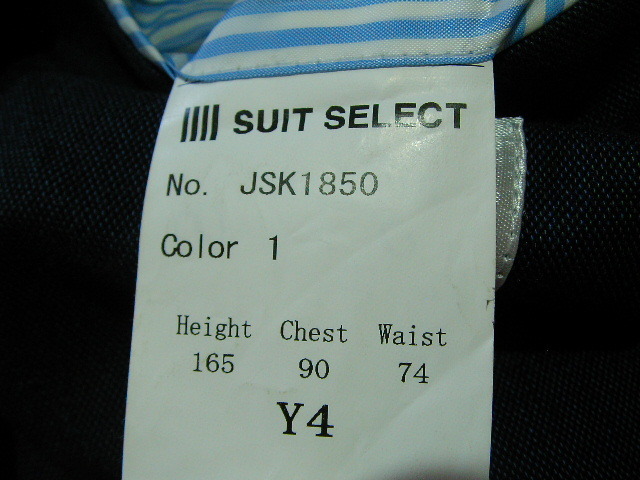 SUIT SELECT
No. JSK1850
Color 1
Height Chest Waist
165 90 74
Y4